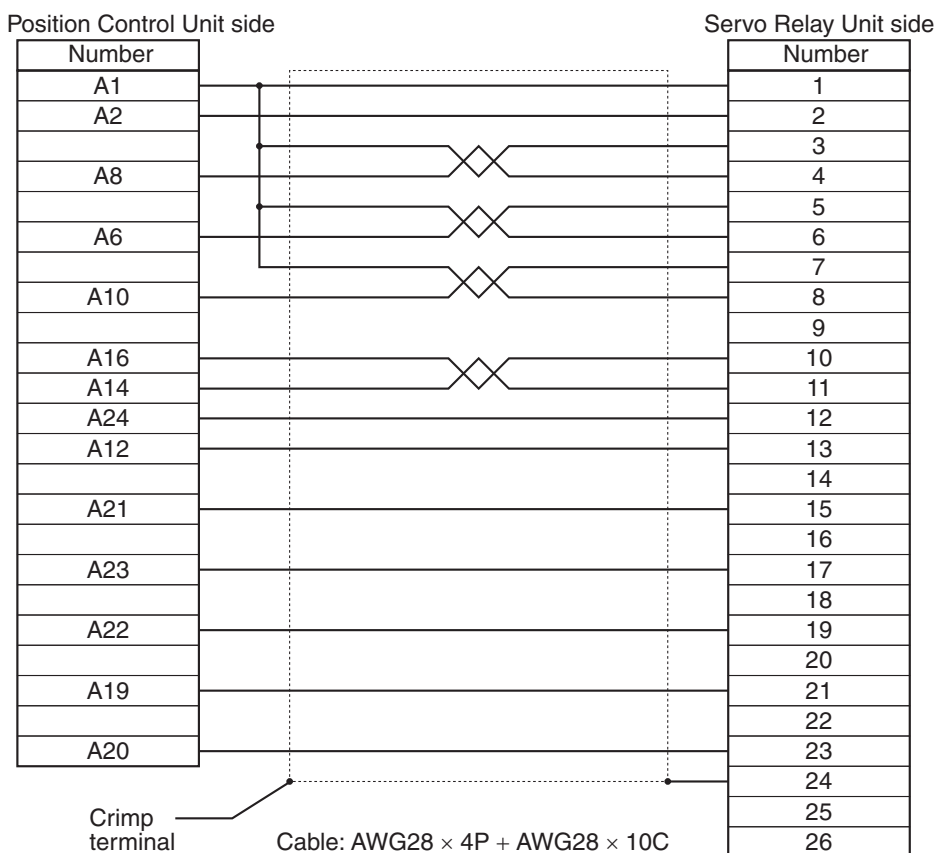 Position Control Unit side Servo Relay Unit side
Number Number
A1 1
A2 2
3
A8 4
5
A6 6
7
A10 8
9
A16 10
A14 11
A24 12
A12 13
14
A21 15
16
A23 17
18
A22 19
20
A19 21
22
A20 23
24
Crimp 25
terminal Cable: AWG28 × 4P + AWG28 × 10C 26